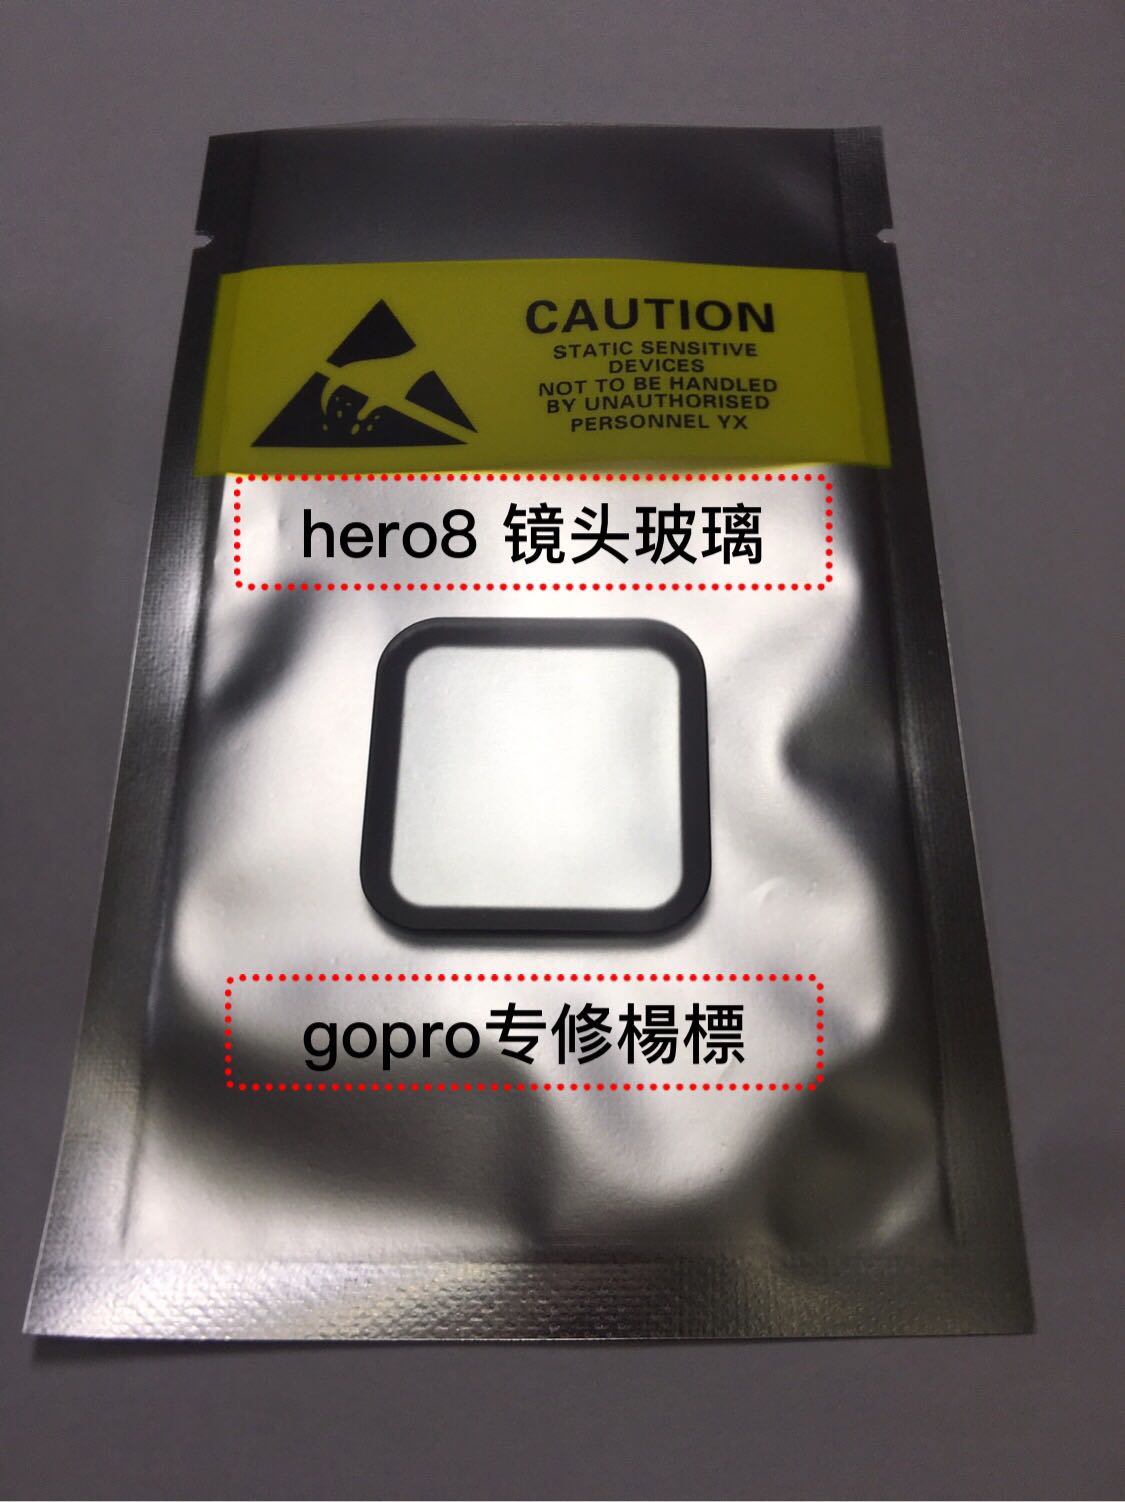 CAUTION
STATIC SENSITIVE
DEVICES
NOT TO BE HANDLED
BY UNAUTHORISED
PERSONNEL YX
hero8 镜头玻璃
gopro专修楊標